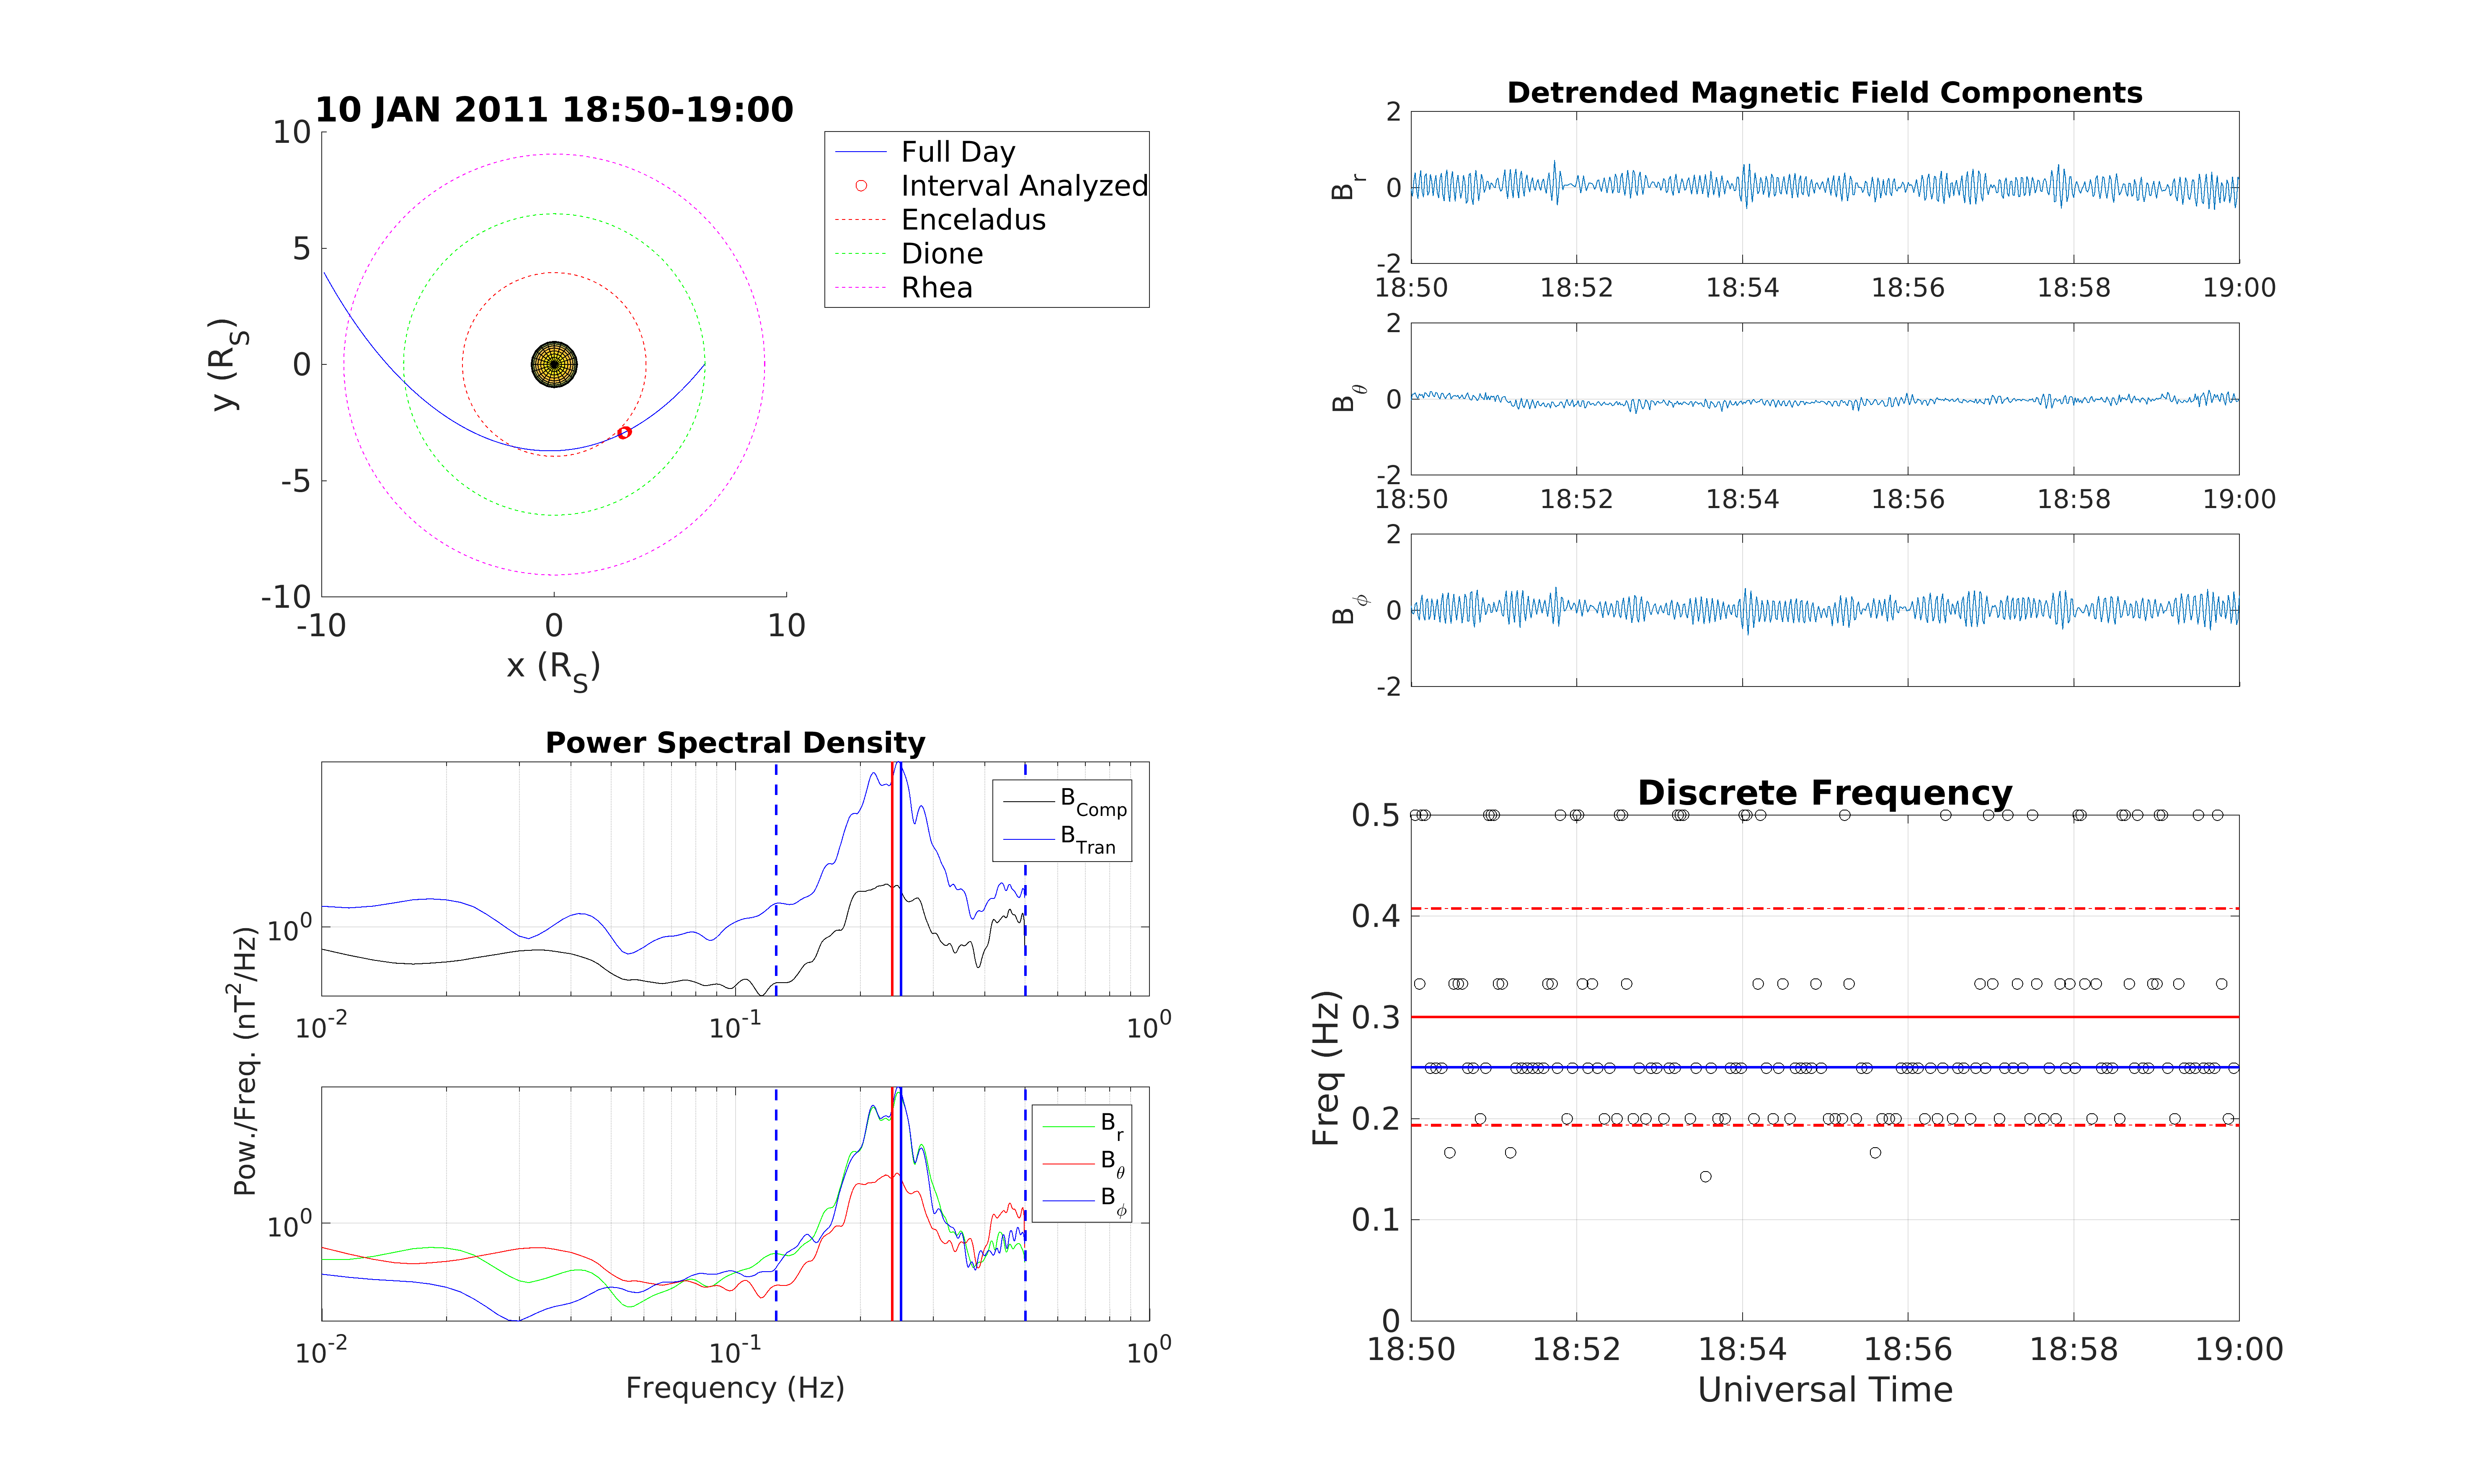 10 JAN 2011 18:50-19:00
10
5
0
-5
-10
-10 0 10
y (R_S)
x (R_S)
Full Day
Interval Analyzed
Enceladus
Dione
Rhea
Detrended Magnetic Field Components
2
0
-2
B_r
18:50 18:52 18:54 18:56 18:58 19:00
2
0
-2
B_θ
18:50 18:52 18:54 18:56 18:58 19:00
2
0
-2
B_ϕ
Power Spectral Density
10^0
B_Comp
B_Tran
10^-2 10^-1 10^0
Pow./Freq. (nT^2/Hz)
10^0
B_r
B_θ
B_ϕ
10^-2 10^-1 10^0
Frequency (Hz)
Discrete Frequency
0.5
0.4
0.3
0.2
0.1
0
Freq (Hz)
18:50 18:52 18:54 18:56 18:58 19:00
Universal Time